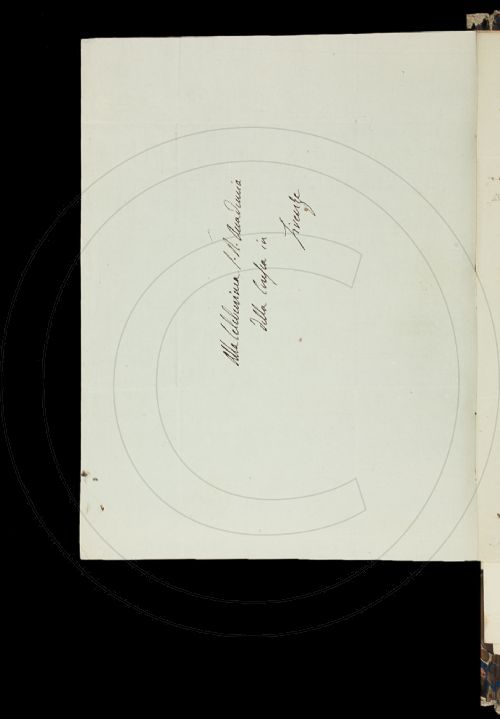 Alla Celeberrima I. R. Accademia
della Crusca in
Firenze